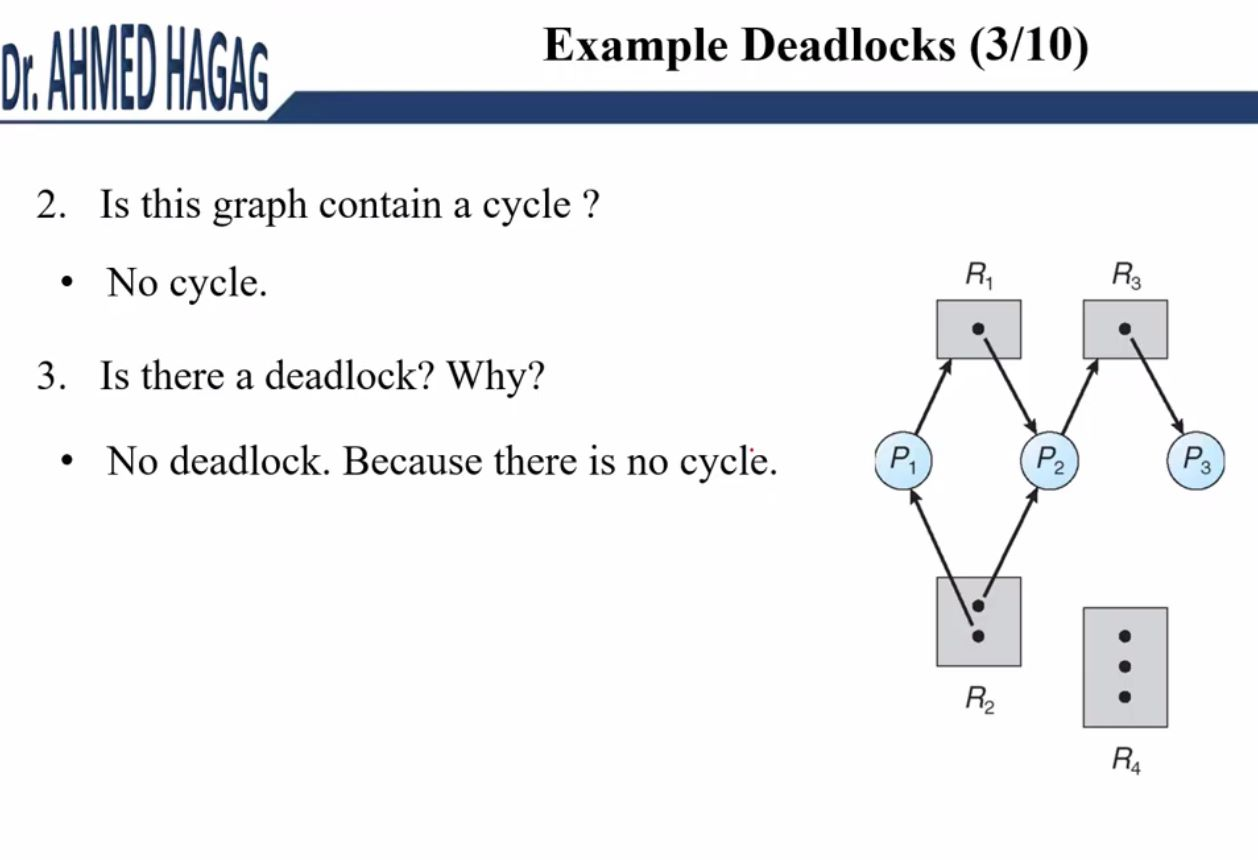 Dr. AHMED HAGAG
Example Deadlocks (3/10)
2. Is this graph contain a cycle ?
• No cycle.
3. Is there a deadlock? Why?
• No deadlock. Because there is no cycle.
R1 R3
P1 P2 P3
R2
R4